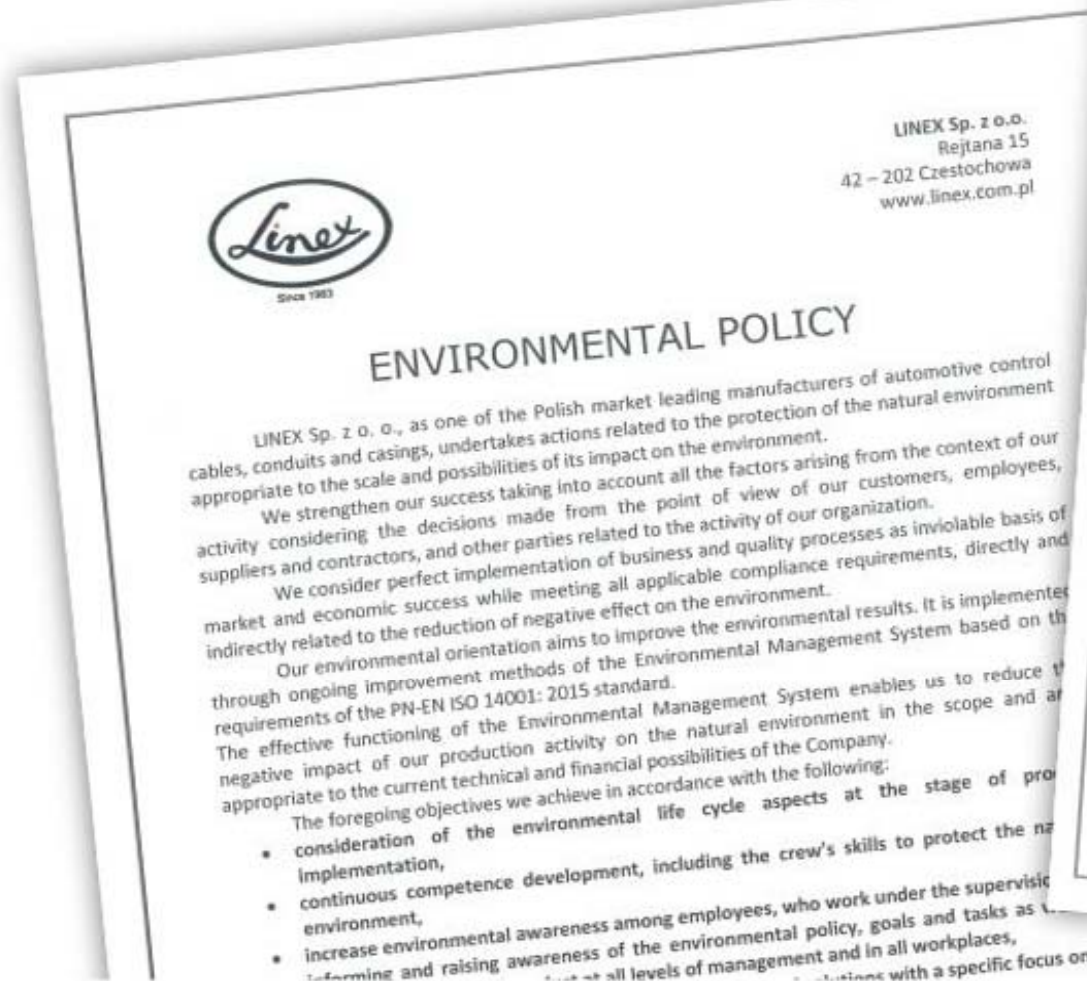 LINEX Sp. z o.o.
Rejtana 15
42 – 202 Czestochowa
www.linex.com.pl
Linex
Since 1983
ENVIRONMENTAL POLICY
LINEX Sp. z o. o., as one of the Polish market leading manufacturers of automotive control
cables, conduits and casings, undertakes actions related to the protection of the natural environment
appropriate to the scale and possibilities of its impact on the environment.
We strengthen our success taking into account all the factors arising from the context of our
activity considering the decisions made from the point of view of our customers, employees,
suppliers and contractors, and other parties related to the activity of our organization.
We consider perfect implementation of business and quality processes as inviolable basis of
market and economic success while meeting all applicable compliance requirements, directly and
indirectly related to the reduction of negative effect on the environment.
Our environmental orientation aims to improve the environmental results. It is implemented
through ongoing improvement methods of the Environmental Management System based on
requirements of the PN-EN ISO 14001: 2015 standard.
The effective functioning of the Environmental Management System enables us to reduce
negative impact of our production activity on the natural environment in the scope and
appropriate to the current technical and financial possibilities of the Company.
The foregoing objectives we achieve in accordance with the following:
• consideration of the environmental life cycle aspects at the stage of
implementation,
• continuous competence development, including the crew's skills to protect the
environment,
• increase environmental awareness among employees, who work under the
informing and raising awareness of the environmental policy, goals and tasks as
at all levels of management and in all workplaces,
with a specific focus on